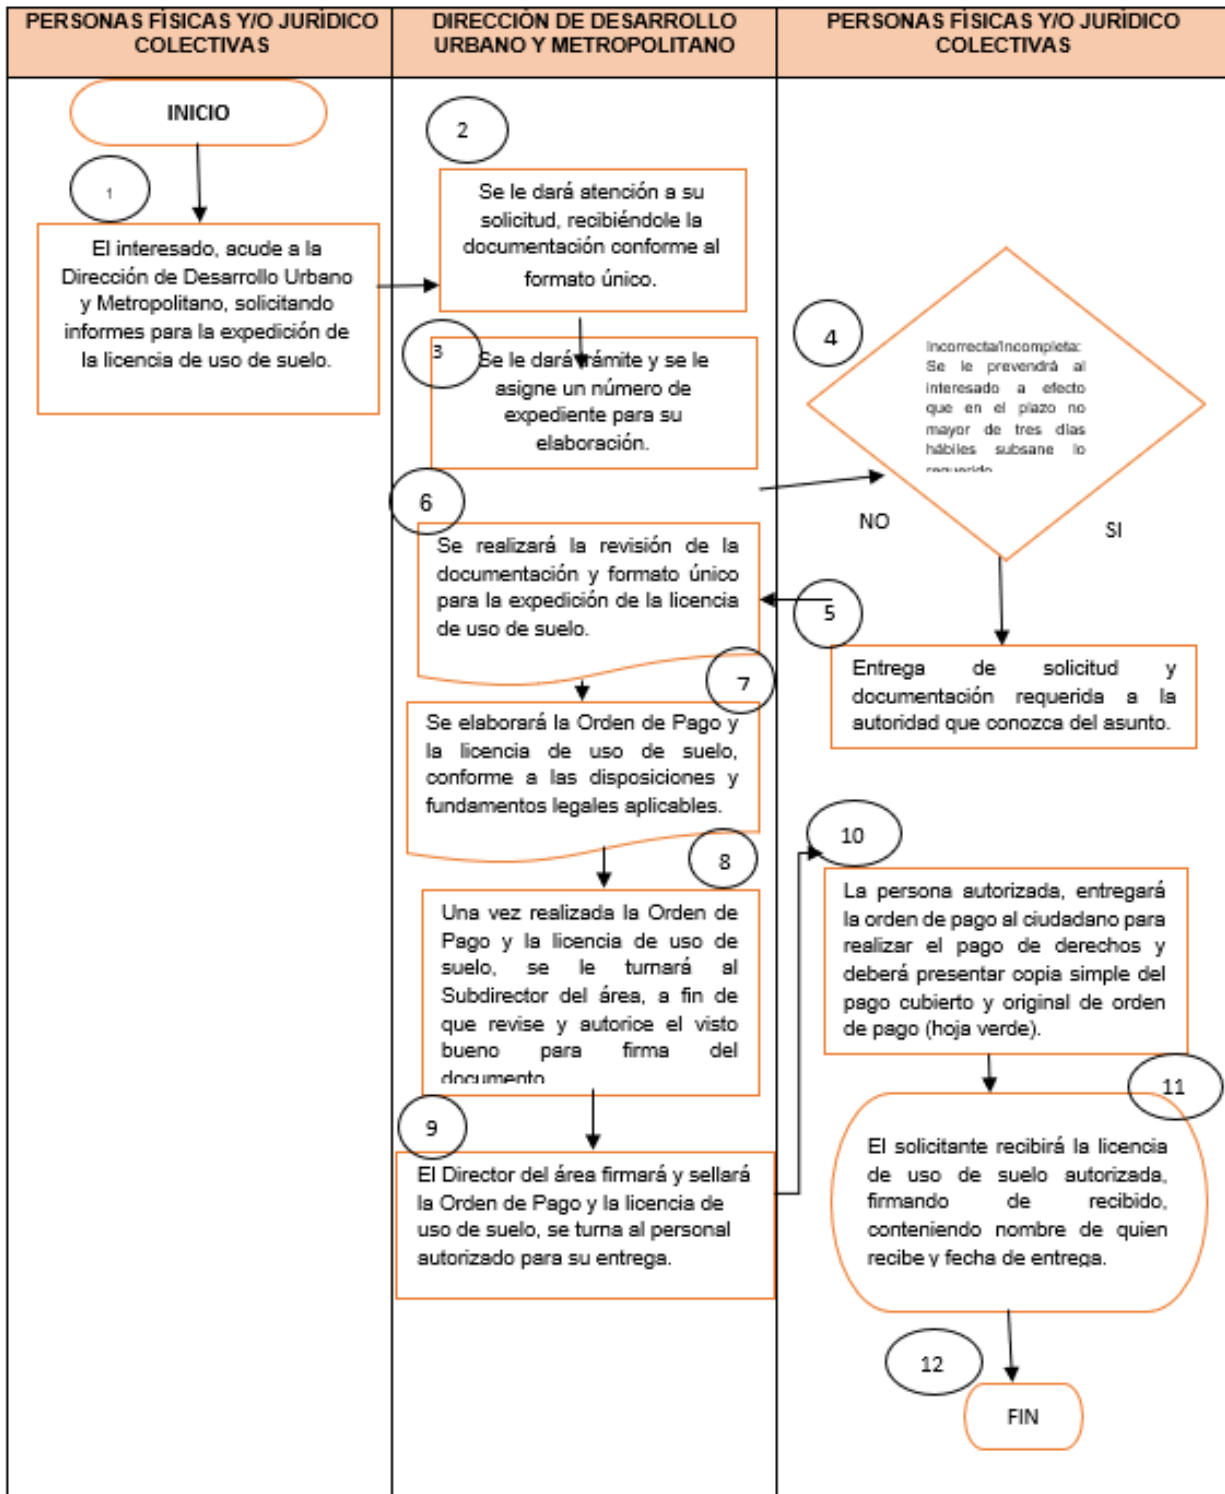 PERSONAS FÍSICAS Y/O JURÍDICO
COLECTIVAS
DIRECCIÓN DE DESARROLLO
URBANO Y METROPOLITANO
PERSONAS FÍSICAS Y/O JURÍDICO
COLECTIVAS
INICIO
1
El interesado, acude a la
Dirección de Desarrollo Urbano
y Metropolitano, solicitando
informes para la expedición de
la licencia de uso de suelo.
2
Se le dará atención a su
solicitud, recibiéndole la
documentación conforme al
formato único.
3
Se le dará trámite y se le
asigne un número de
expediente para su
elaboración.
4
Incorrecta/Incompleta:
Se le prevendrá al
interesado a efecto
que en el plazo no
mayor de tres días
hábiles subsane lo
requerido
NO
SI
5
Entrega de solicitud y
documentación requerida a la
autoridad que conozca del asunto.
6
Se realizará la revisión de la
documentación y formato único
para la expedición de la licencia
de uso de suelo.
7
Se elaborará la Orden de Pago y
la licencia de uso de suelo,
conforme a las disposiciones y
fundamentos legales aplicables.
8
Una vez realizada la Orden de
Pago y la licencia de uso de
suelo, se le turnará al
Subdirector del área, a fin de
que revise y autorice el visto
bueno para firma del
documento
9
El Director del área firmará y sellará
la Orden de Pago y la licencia de
uso de suelo, se turna al personal
autorizado para su entrega.
10
La persona autorizada, entregará
la orden de pago al ciudadano para
realizar el pago de derechos y
deberá presentar copia simple del
pago cubierto y original de orden
de pago (hoja verde).
11
El solicitante recibirá la licencia
de uso de suelo autorizada,
firmando de recibido,
conteniendo nombre de quien
recibe y fecha de entrega.
12
FIN